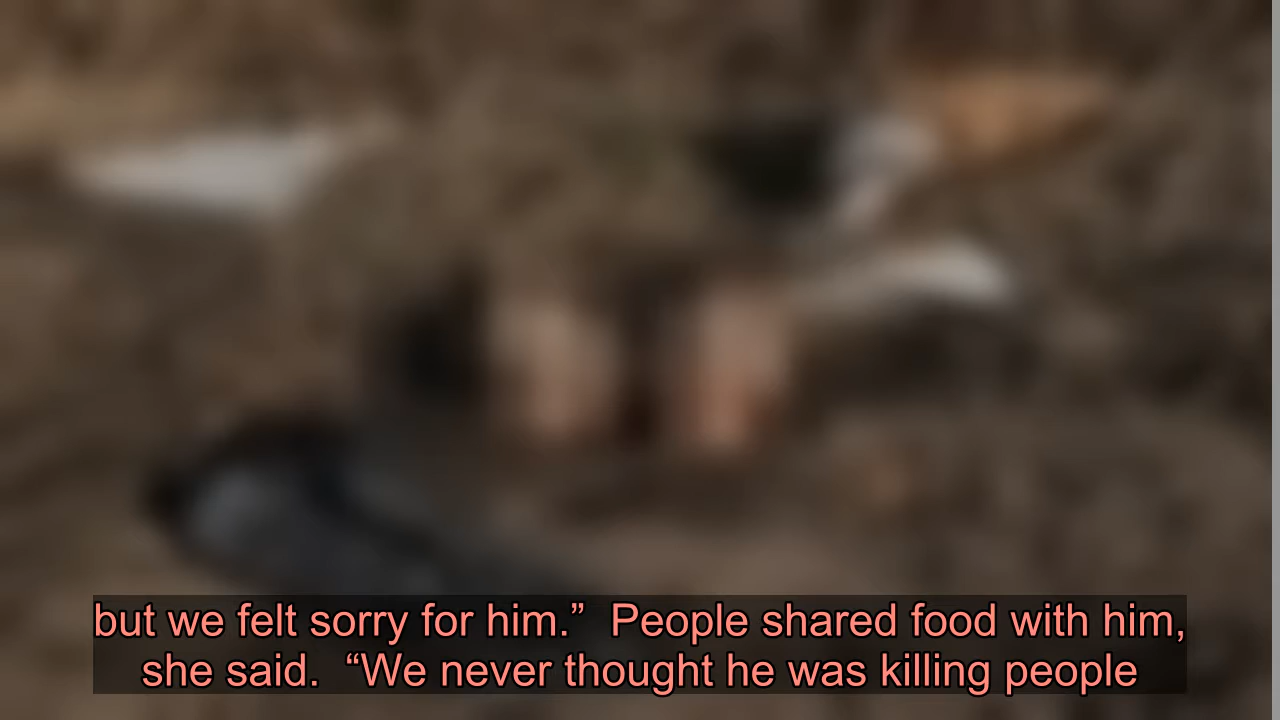 but we felt sorry for him.”  People shared food with him,
she said.  “We never thought he was killing people